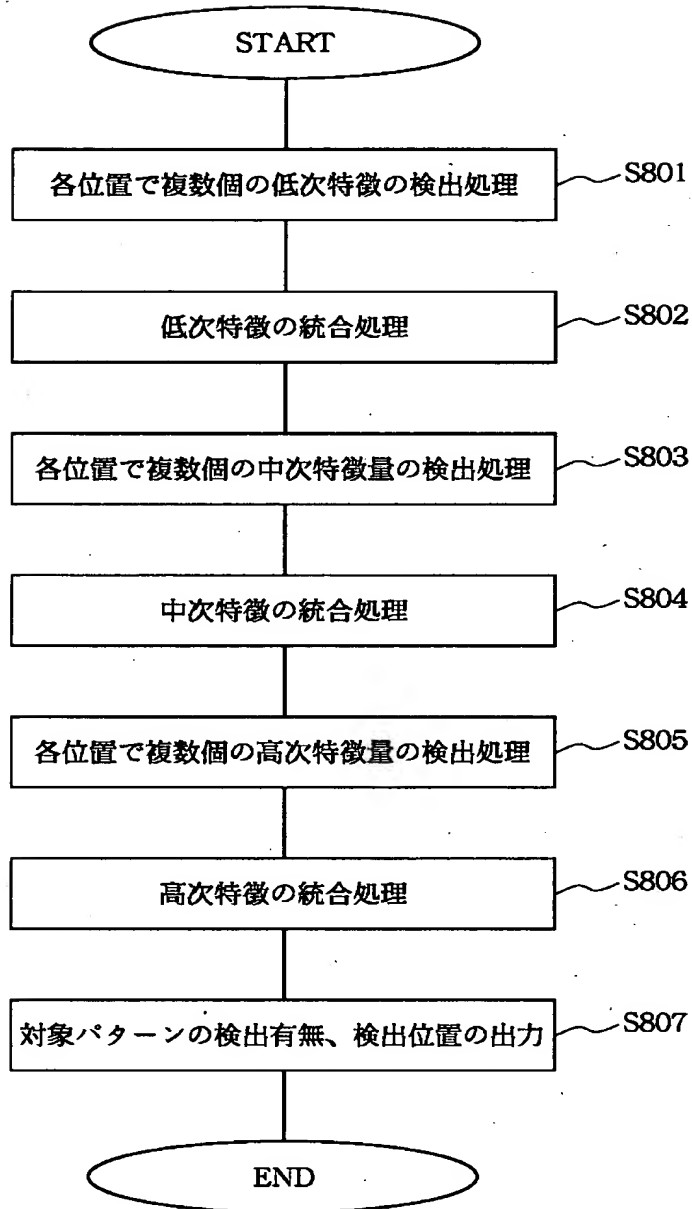 START
各位置で複数個の低次特徴の検出処理
S801
低次特徴の統合処理
S802
各位置で複数個の中次特徴量の検出処理
S803
中次特徴の統合処理
S804
各位置で複数個の高次特徴量の検出処理
S805
高次特徴の統合処理
S806
対象パターンの検出有無、検出位置の出力
S807
END